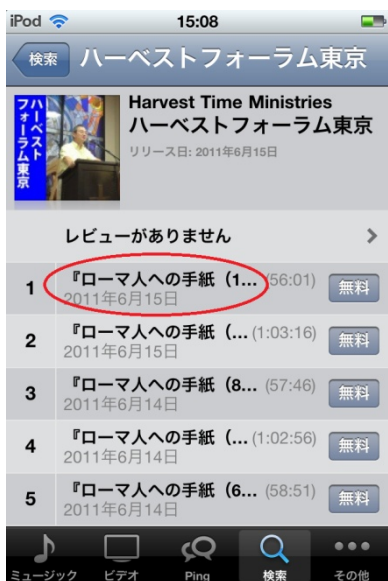 iPod 15:08
検索 ハーベストフォーラム東京
ハーベスト
フォーラム東京
Harvest Time Ministries
ハーベストフォーラム東京
リリース日: 2011年6月15日
レビューがありません
1 『ローマ人への手紙（1... (56:01) 無料
2011年6月15日
2 『ローマ人への手紙（... (1:03:16) 無料
2011年6月15日
3 『ローマ人への手紙（8... (57:46) 無料
2011年6月14日
4 『ローマ人への手紙（... (1:02:56) 無料
2011年6月14日
5 『ローマ人への手紙（6... (58:51) 無料
2011年6月14日
ミュージック ビデオ Ping 検索 その他